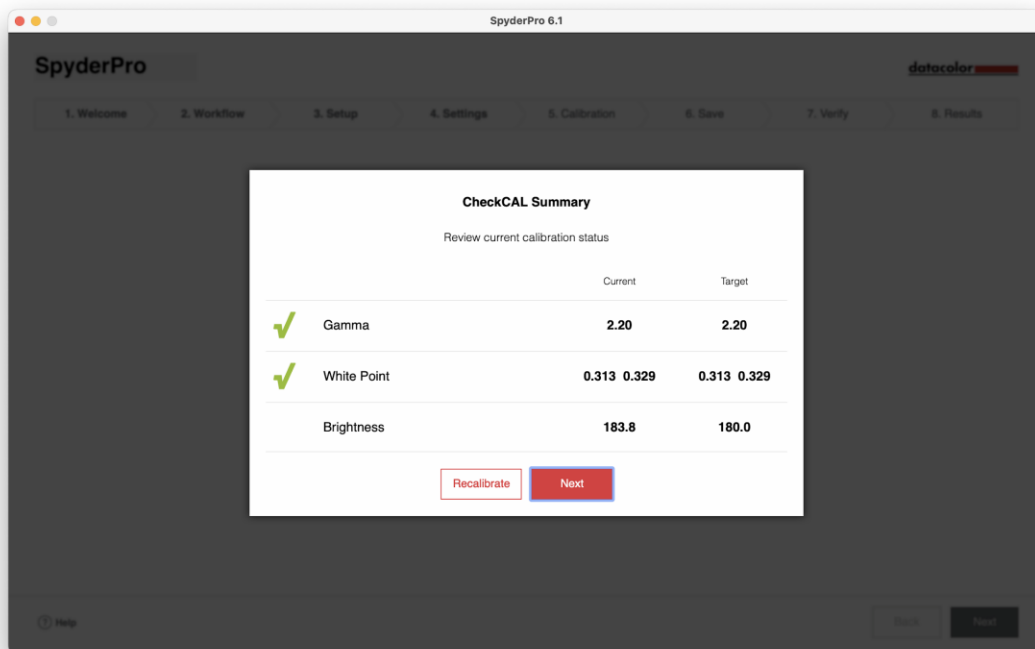 SpyderPro 6.1
SpyderPro
datacolor
1. Welcome 2. Workflow 3. Setup 4. Settings 5. Calibration 6. Save 7. Verify 8. Results
CheckCAL Summary
Review current calibration status
Current Target
Gamma 2.20 2.20
White Point 0.313 0.329 0.313 0.329
Brightness 183.8 180.0
Recalibrate Next
? Help Back Next